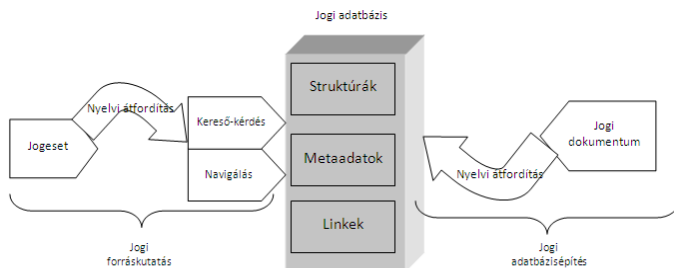 Jogi adatbázis
Nyelvi átfordítás
Jogeset
Kereső-kérdés
Navigálás
Struktúrák
Metaadatok
Linkek
Jogi
dokumentum
Nyelvi átfordítás
Jogi
forráskutatás
Jogi
adatbázisépítés